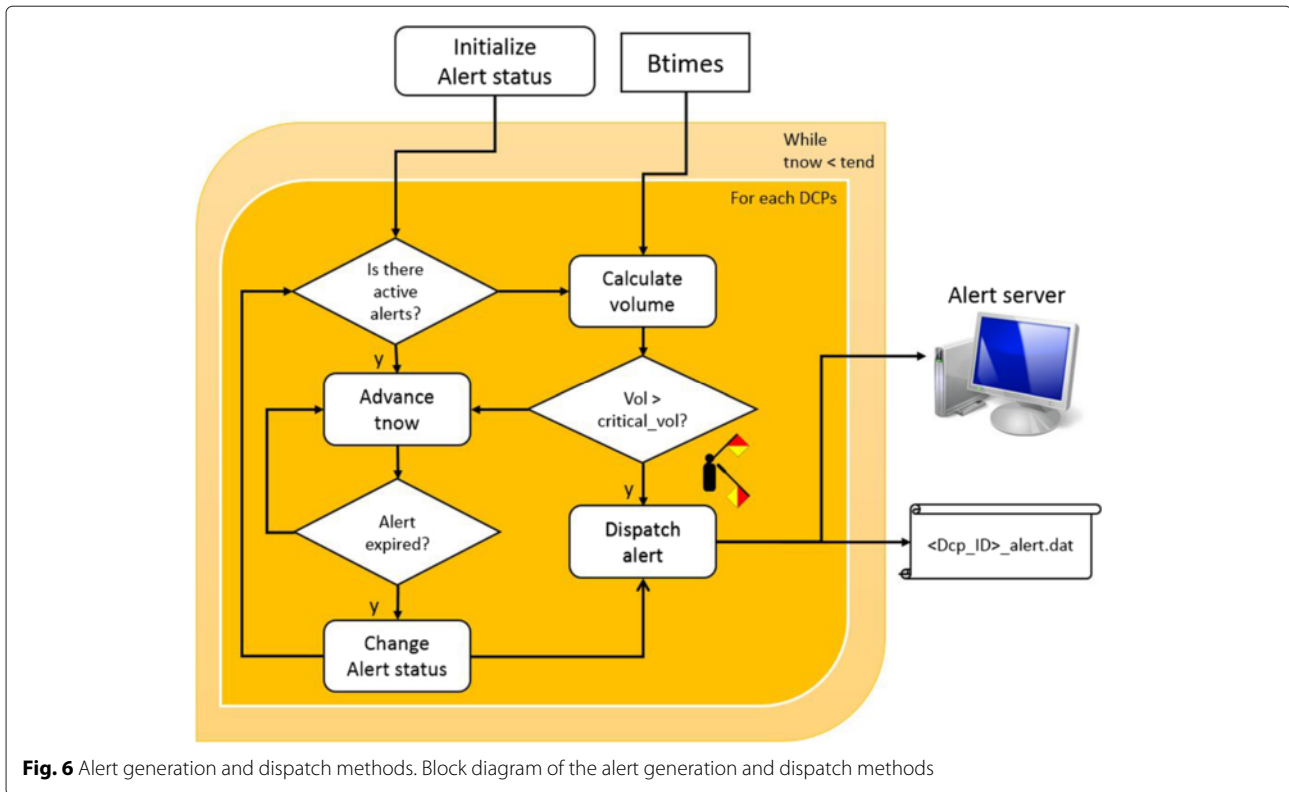 Initialize
Alert status
Btimes
While
tnow < tend
For each DCPs
Is there
active
alerts?
Calculate
volume
Alert server
y
Advance
tnow
Vol >
critical_vol?
y
Alert
expired?
Dispatch
alert
<Dcp_ID>_alert.dat
y
Change
Alert status
Fig. 6 Alert generation and dispatch methods. Block diagram of the alert generation and dispatch methods